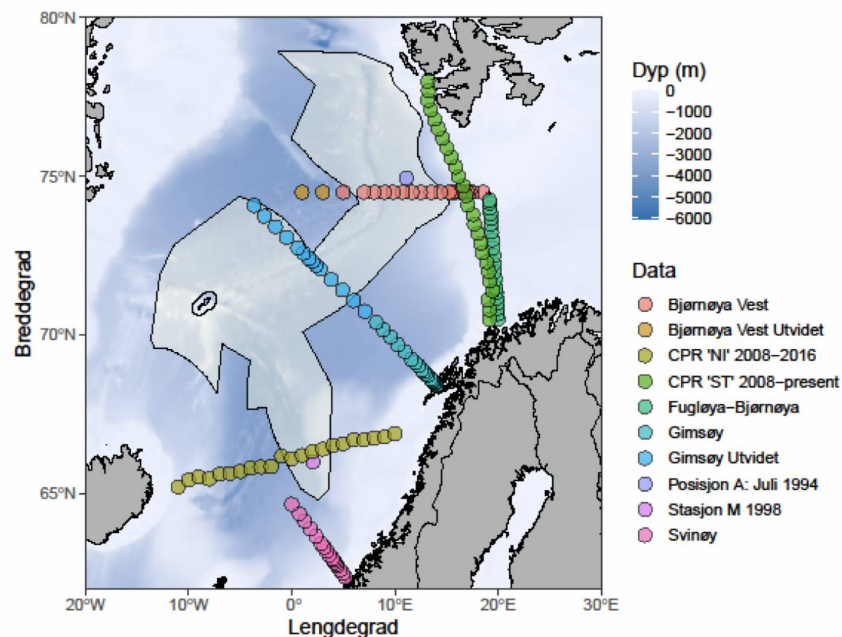 80°N
75°N
70°N
65°N
20°W
10°W
0°
10°E
20°E
30°E
Lengdegrad
Breddegrad
Dyp (m)
0
−1000
−2000
−3000
−4000
−5000
−6000
Data
Bjørnøya Vest
Bjørnøya Vest Utvidet
CPR 'NI' 2008−2016
CPR 'ST' 2008−present
Fugløya−Bjørnøya
Gimsøy
Gimsøy Utvidet
Posisjon A: Juli 1994
Stasjon M 1998
Svinøy